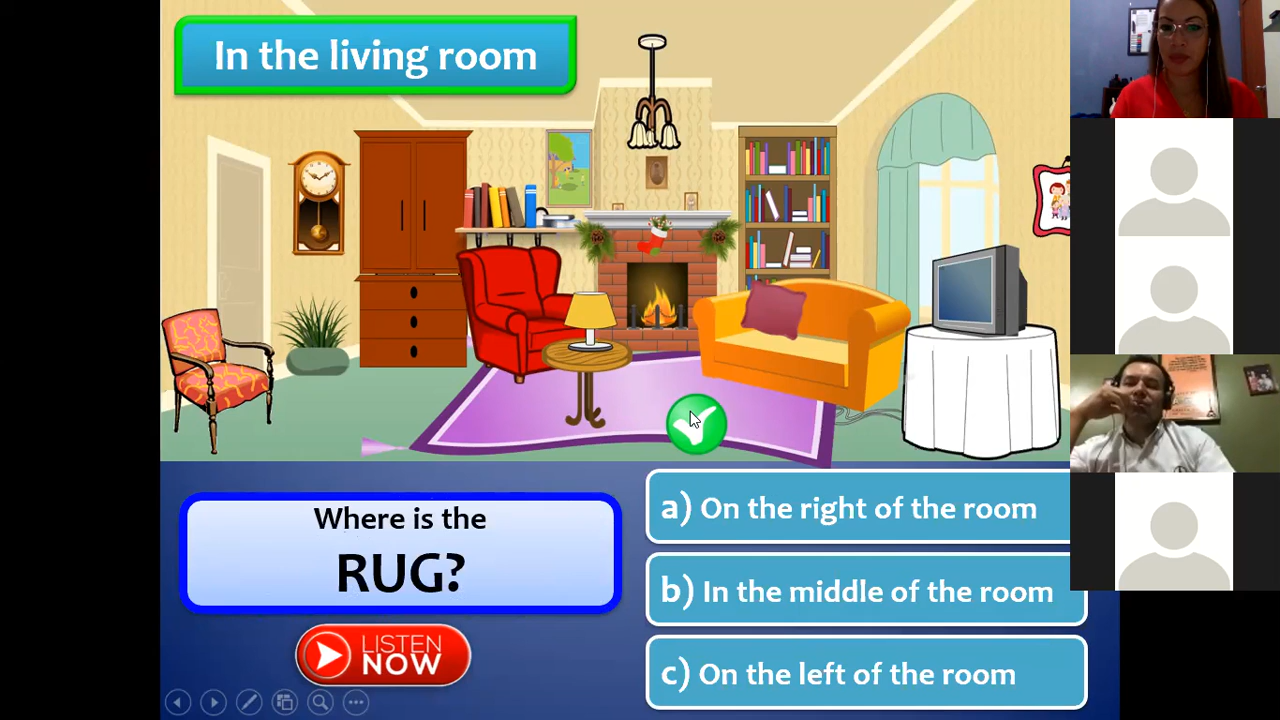 In the living room
Where is the
RUG?
LISTEN
NOW
a) On the right of the room
b) In the middle of the room
c) On the left of the room